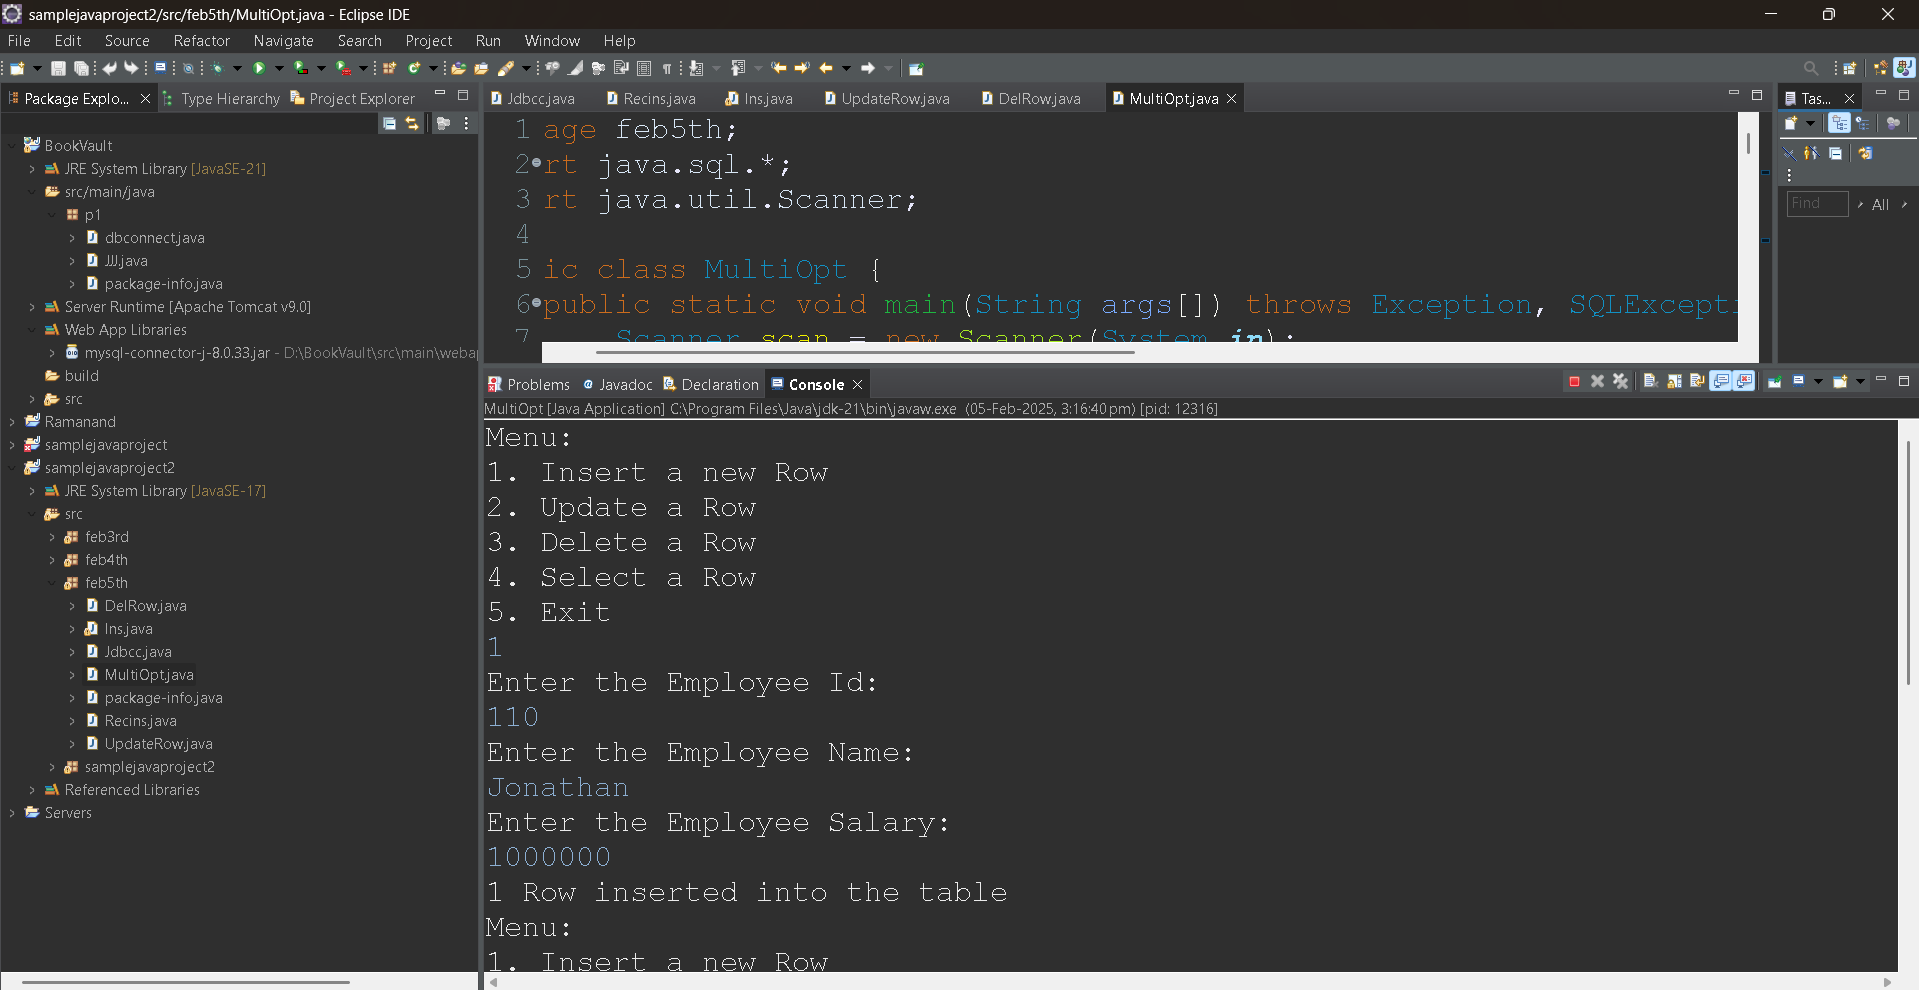 samplejavaproject2/src/feb5th/MultiOpt.java - Eclipse IDE
File Edit Source Refactor Navigate Search Project Run Window Help
Package Explo... Type Hierarchy Project Explorer
BookVault
JRE System Library [JavaSE-21]
src/main/java
p1
dbconnect.java
JJJ.java
package-info.java
Server Runtime [Apache Tomcat v9.0]
Web App Libraries
mysql-connector-j-8.0.33.jar - D:\BookVault\src\main\weba
build
src
Ramanand
samplejavaproject
samplejavaproject2
JRE System Library [JavaSE-17]
src
feb3rd
feb4th
feb5th
DelRow.java
Ins.java
Jdbcc.java
MultiOpt.java
package-info.java
Recins.java
UpdateRow.java
samplejavaproject2
Referenced Libraries
Servers
Jdbcc.java Recins.java Ins.java UpdateRow.java DelRow.java MultiOpt.java
1 age feb5th;
2 rt java.sql.*;
3 rt java.util.Scanner;
4
5 ic class MultiOpt {
6 public static void main(String args[]) throws Exception, SQLExcepti
7 Scanner scan = new Scanner(System.in);
Tas...
Find All
Problems Javadoc Declaration Console
MultiOpt [Java Application] C:\Program Files\Java\jdk-21\bin\javaw.exe (05-Feb-2025, 3:16:40 pm) [pid: 12316]
Menu:
1. Insert a new Row
2. Update a Row
3. Delete a Row
4. Select a Row
5. Exit
1
Enter the Employee Id:
110
Enter the Employee Name:
Jonathan
Enter the Employee Salary:
1000000
1 Row inserted into the table
Menu:
1. Insert a new Row